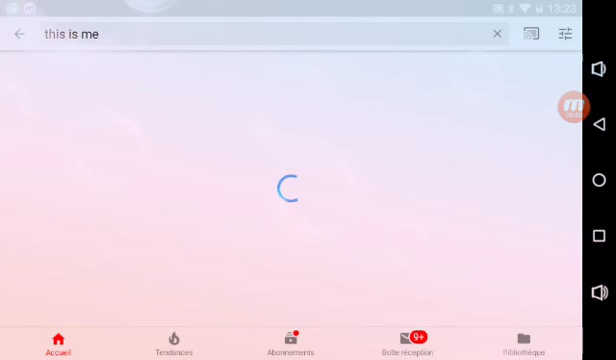 13:23
this is me
Accueil
Tendances
Abonnements
9+
Boîte réception
Bibliothèque